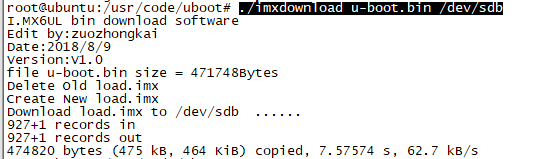 root@ubuntu:/usr/code/uboot# ./imxdownload u-boot.bin /dev/sdb
I.MX6UL bin download software
Edit by:zuozhongkai
Date:2018/8/9
Version:V1.0
file u-boot.bin size = 471748Bytes
Delete Old load.imx
Create New load.imx
Download load.imx to /dev/sdb  ......
927+1 records in
927+1 records out
474820 bytes (475 kB, 464 KiB) copied, 7.57574 s, 62.7 kB/s